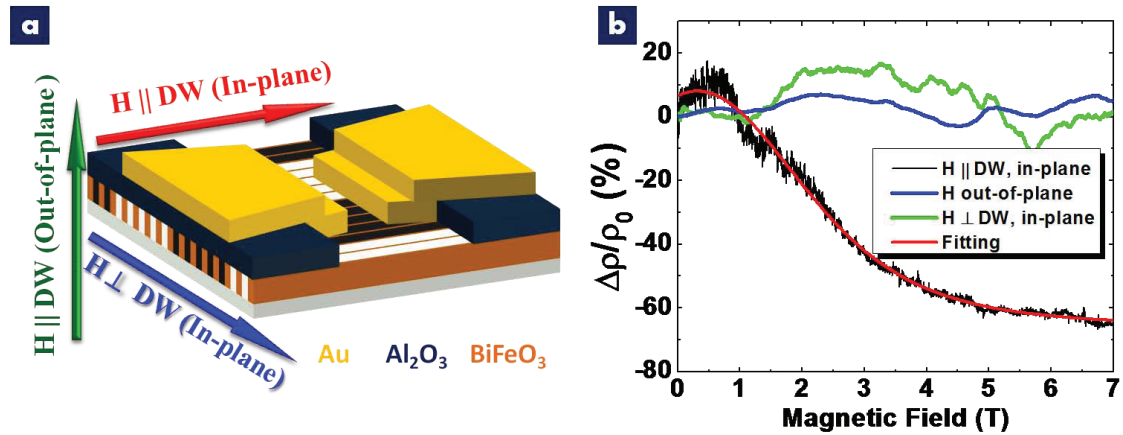 a
H || DW (Out-of-plane)
H || DW (In-plane)
H ⊥ DW (In-plane)
Au Al₂O₃ BiFeO₃
b
Δρ/ρ₀ (%)
20
0
-20
-40
-60
-80
H || DW, in-plane
H out-of-plane
H ⊥ DW, in-plane
Fitting
0 1 2 3 4 5 6 7
Magnetic Field (T)